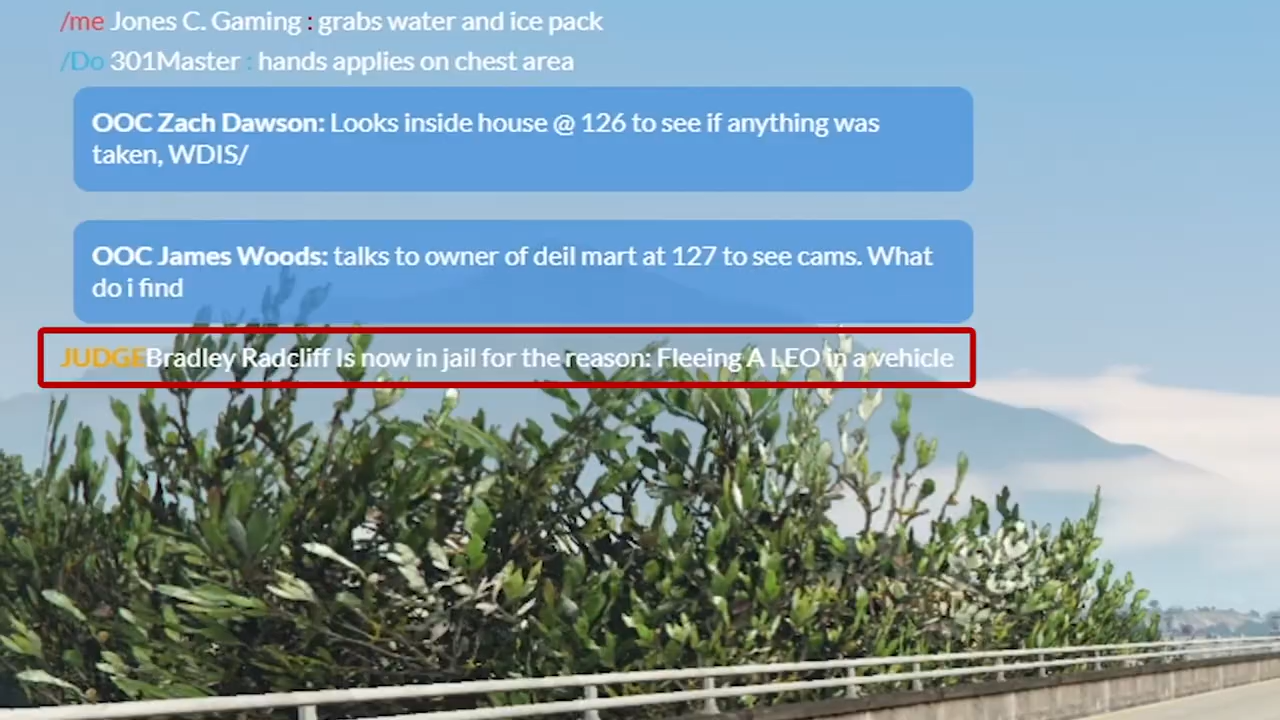 /me Jones C. Gaming : grabs water and ice pack
/Do 301Master : hands applies on chest area
OOC Zach Dawson: Looks inside house @ 126 to see if anything was
taken, WDIS/
OOC James Woods: talks to owner of deil mart at 127 to see cams. What
do i find
JUDGEBradley Radcliff Is now in jail for the reason: Fleeing A LEO in a vehicle